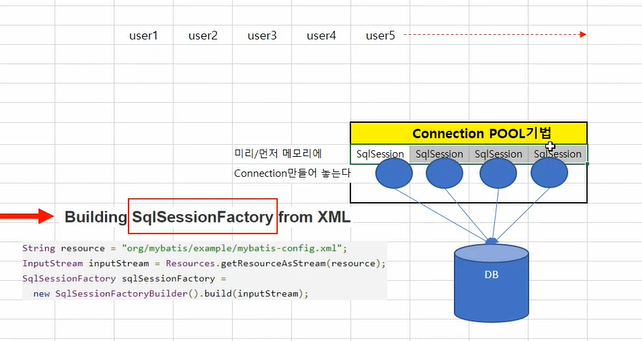 user1 user2 user3 user4 user5
Connection POOL기법
미리/먼저 메모리에
SqlSession SqlSession SqlSession SqlSession
Connection만들어 놓는다
Building SqlSessionFactory from XML
String resource = "org/mybatis/example/mybatis-config.xml";
InputStream inputStream = Resources.getResourceAsStream(resource);
SqlSessionFactory sqlSessionFactory =
new SqlSessionFactoryBuilder().build(inputStream);
DB